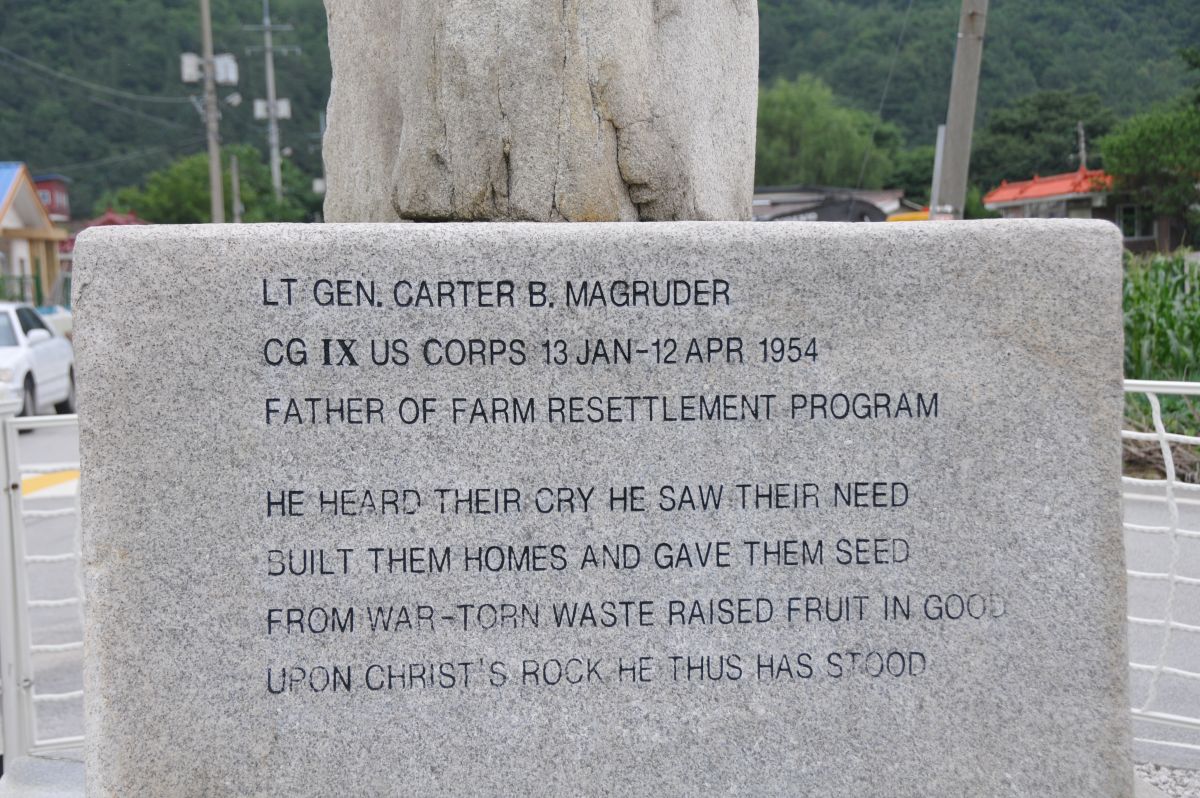 LT GEN. CARTER B. MAGRUDER
CG IX US CORPS 13 JAN-12 APR 1954
FATHER OF FARM RESETTLEMENT PROGRAM
HE HEARD THEIR CRY HE SAW THEIR NEED
BUILT THEM HOMES AND GAVE THEM SEED
FROM WAR-TORN WASTE RAISED FRUIT IN GOOD
UPON CHRIST'S ROCK HE THUS HAS STOOD